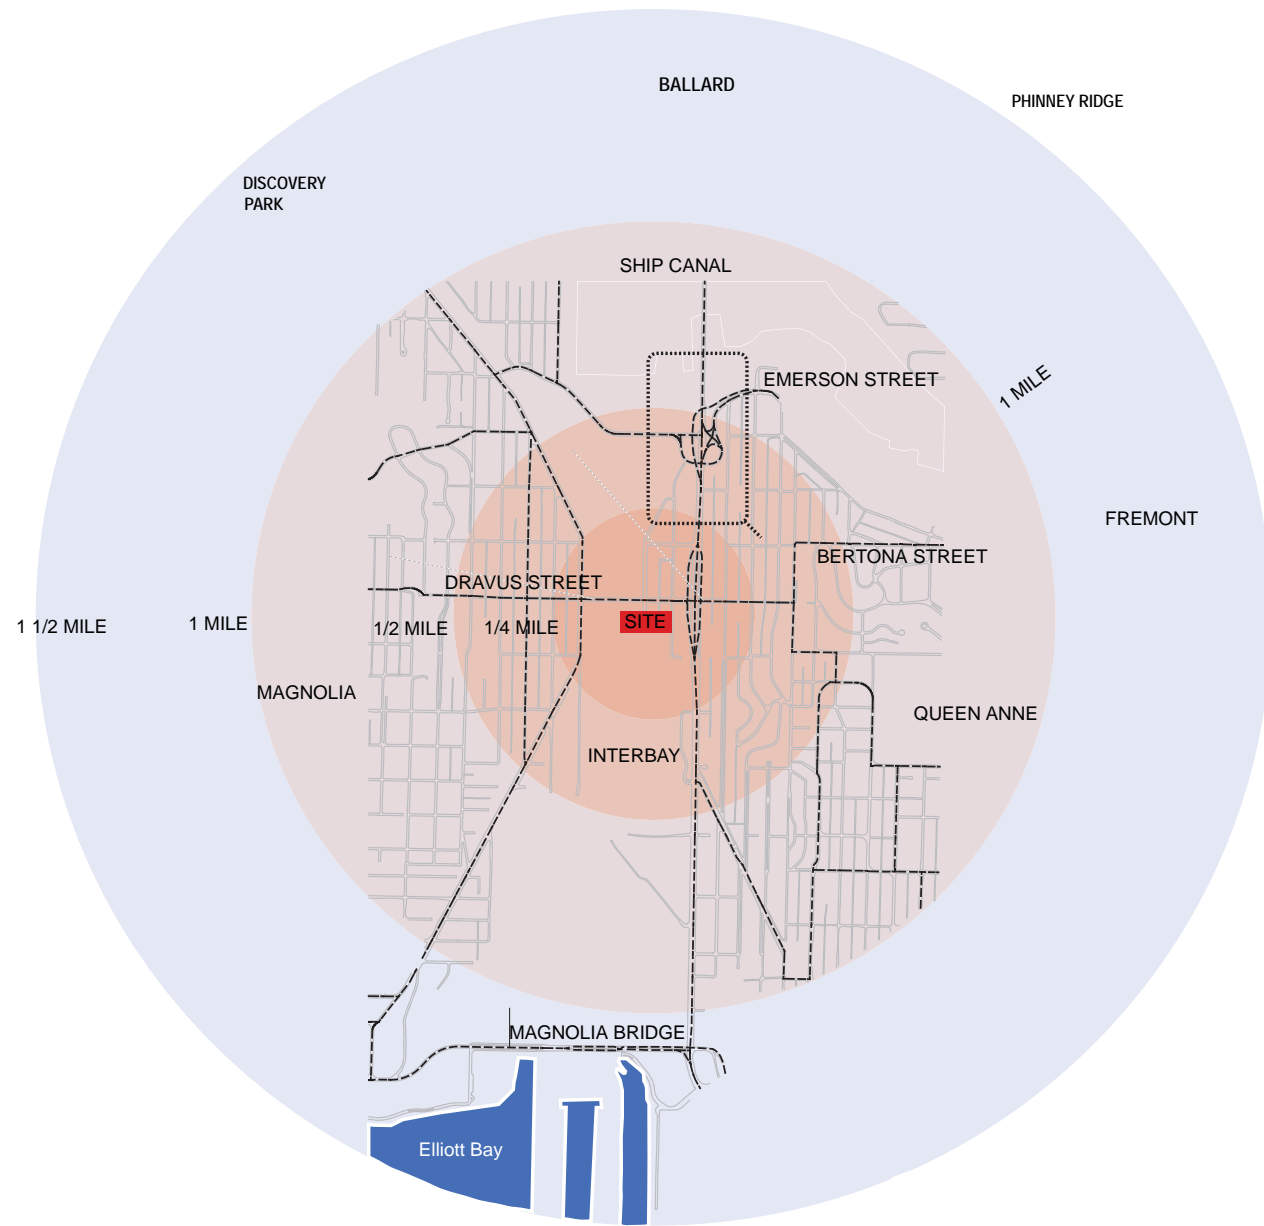 BALLARD
PHINNEY RIDGE
DISCOVERY
PARK
SHIP CANAL
EMERSON STREET
1 MILE
FREMONT
BERTONA STREET
DRAVUS STREET
SITE
1 1/2 MILE
1 MILE
1/2 MILE
1/4 MILE
MAGNOLIA
QUEEN ANNE
INTERBAY
MAGNOLIA BRIDGE
Elliott Bay